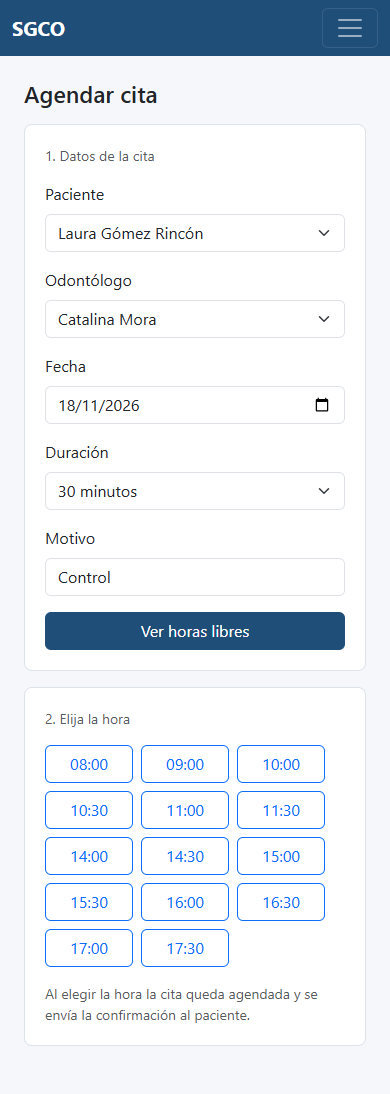 SGCO
Agendar cita
1. Datos de la cita
Paciente
Laura Gómez Rincón
Odontólogo
Catalina Mora
Fecha
18/11/2026
Duración
30 minutos
Motivo
Control
Ver horas libres
2. Elija la hora
08:00 09:00 10:00
10:30 11:00 11:30
14:00 14:30 15:00
15:30 16:00 16:30
17:00 17:30
Al elegir la hora la cita queda agendada y se
envía la confirmación al paciente.